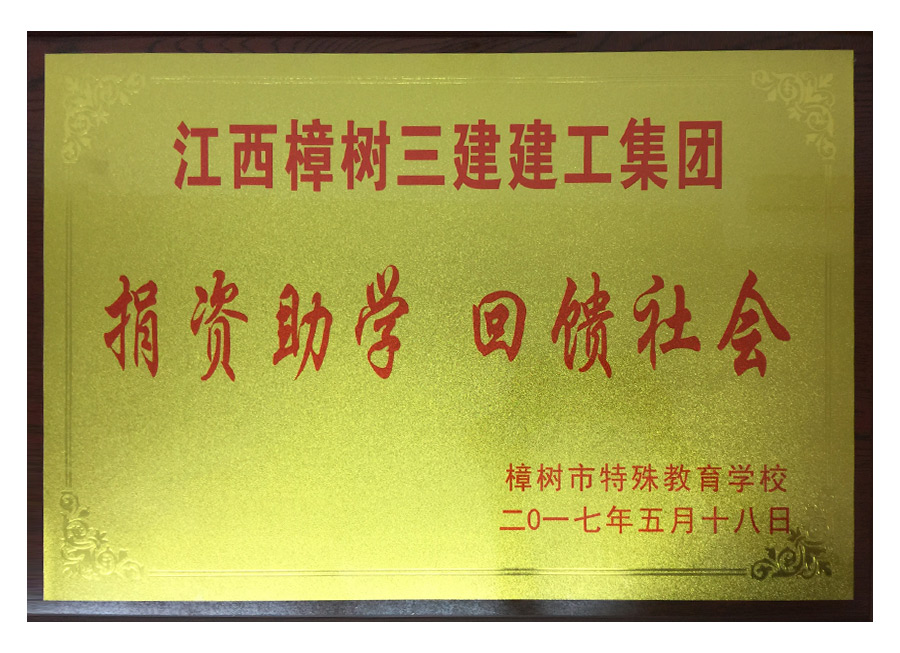 江西樟树三建建工集团
捐资助学 回馈社会
樟树市特殊教育学校
二0一七年五月十八日